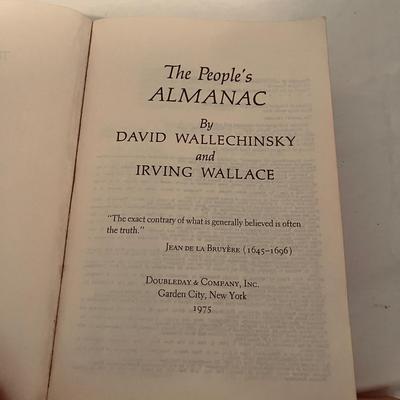 The People's
ALMANAC
By
DAVID WALLECHINSKY
and
IRVING WALLACE
"The exact contrary of what is generally believed is often
the truth."
JEAN DE LA BRUYÈRE (1645–1696)
DOUBLEDAY & COMPANY, INC.
Garden City, New York
1975